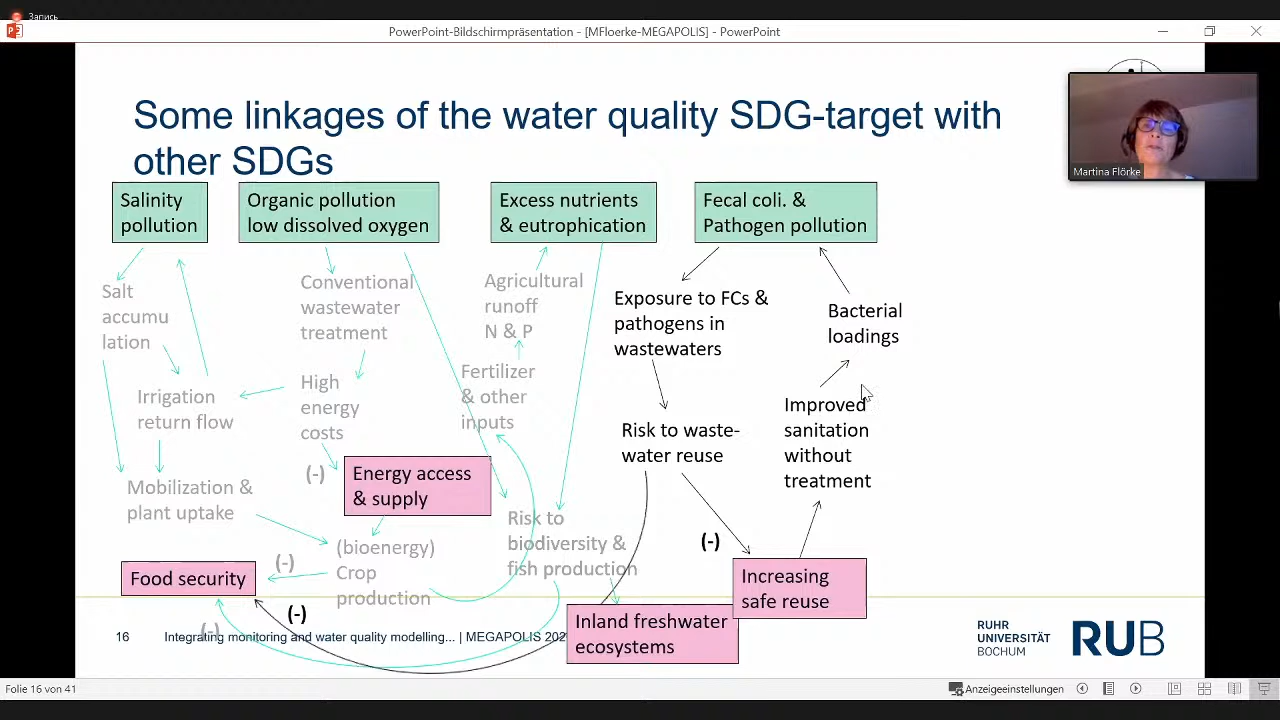 Запись
PowerPoint-Bildschirmpräsentation - [MFloerke-MEGAPOLIS] - PowerPoint
Some linkages of the water quality SDG-target with
other SDGs
Martina Flörke
Salinity
pollution
Organic pollution
low dissolved oxygen
Excess nutrients
& eutrophication
Fecal coli. &
Pathogen pollution
Salt
accumu
lation
Conventional
wastewater
treatment
Agricultural
runoff
N & P
Exposure to FCs &
pathogens in
wastewaters
Bacterial
loadings
Irrigation
return flow
High
energy
costs
Fertilizer
& other
inputs
Risk to waste-
water reuse
Improved
sanitation
without
treatment
(-)
Energy access
& supply
Mobilization &
plant uptake
Risk to
biodiversity &
fish production
(-)
(bioenergy)
Crop
production
(-)
Food security
Increasing
safe reuse
(-)
(-)
Inland freshwater
ecosystems
16
Integrating monitoring and water quality modelling... | MEGAPOLIS 202
RUHR
UNIVERSITÄT
BOCHUM
RUB
Folie 16 von 41
Anzeigeeinstellungen